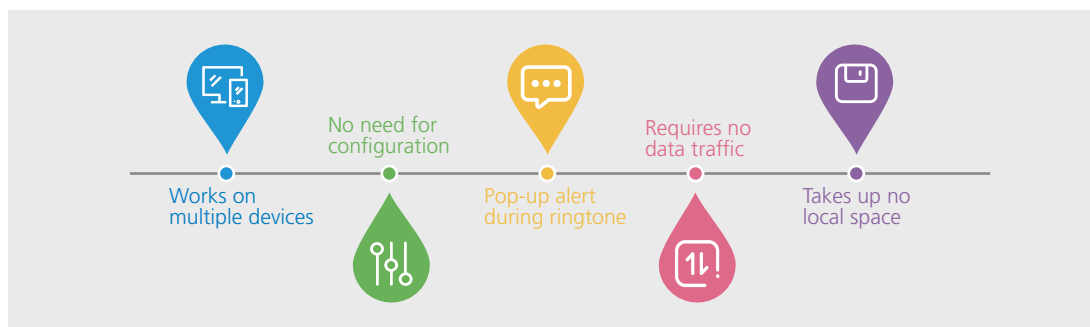 Works on
multiple devices
No need for
configuration
Pop-up alert
during ringtone
Requires no
data traffic
Takes up no
local space